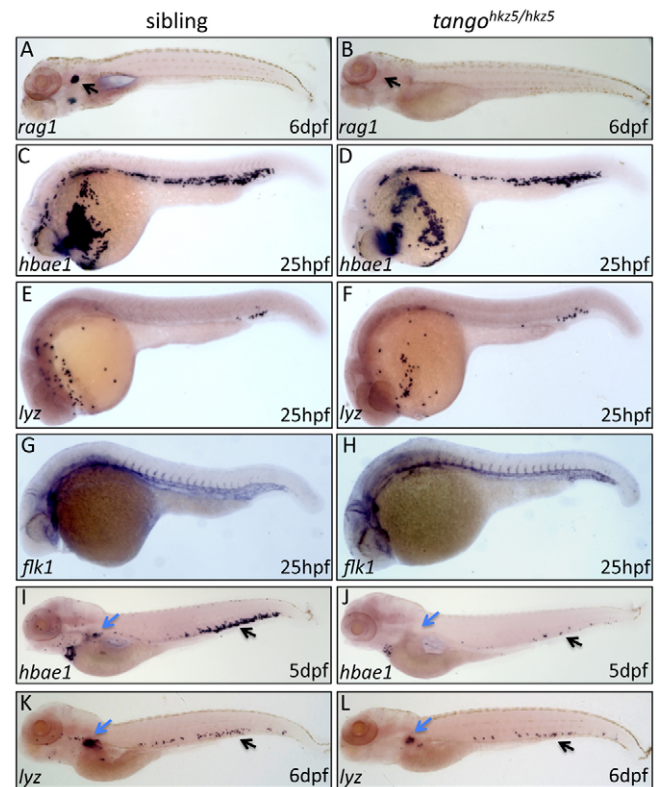 sibling tango^hkz5/hkz5
A B
rag1 6dpf rag1 6dpf
C D
hbae1 25hpf hbae1 25hpf
E F
lyz 25hpf lyz 25hpf
G H
flk1 25hpf flk1 25hpf
I J
hbae1 5dpf hbae1 5dpf
K L
lyz 6dpf lyz 6dpf